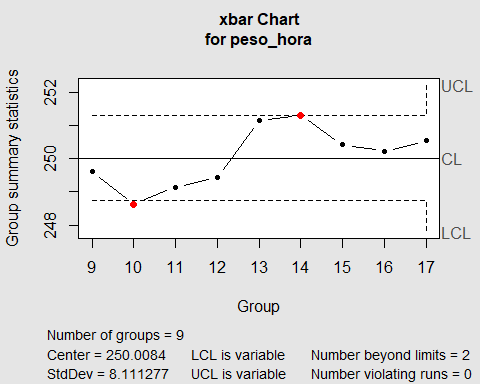 xbar Chart
for peso_hora
Group summary statistics
252
250
248
UCL
CL
LCL
9 10 11 12 13 14 15 16 17
Group
Number of groups = 9
Center = 250.0084 LCL is variable Number beyond limits = 2
StdDev = 8.111277 UCL is variable Number violating runs = 0